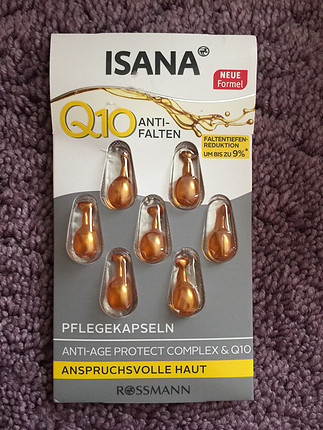 ISANA
NEUE
Formel
Q10 ANTI-
FALTEN
FALTENTIEFEN-
REDUKTION
UM BIS ZU 9%*
PFLEGEKAPSELN
ANTI-AGE PROTECT COMPLEX & Q10
ANSPRUCHSVOLLE HAUT
ROSSMANN